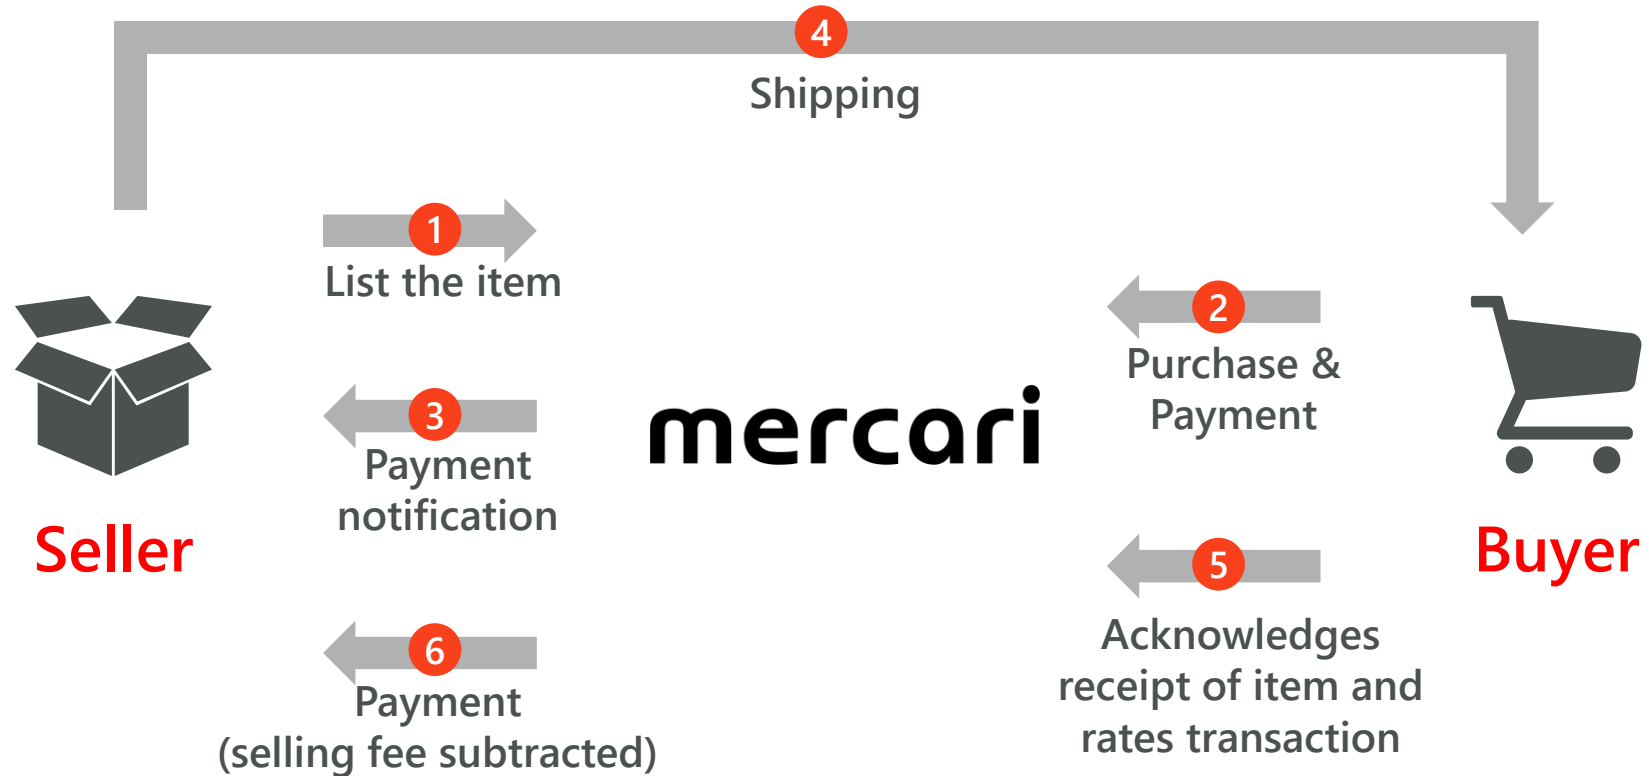 4
Shipping
1
List the item
2
Purchase &
Payment
3
Payment
notification
mercari
Seller
Buyer
5
Acknowledges
receipt of item and
rates transaction
6
Payment
(selling fee subtracted)